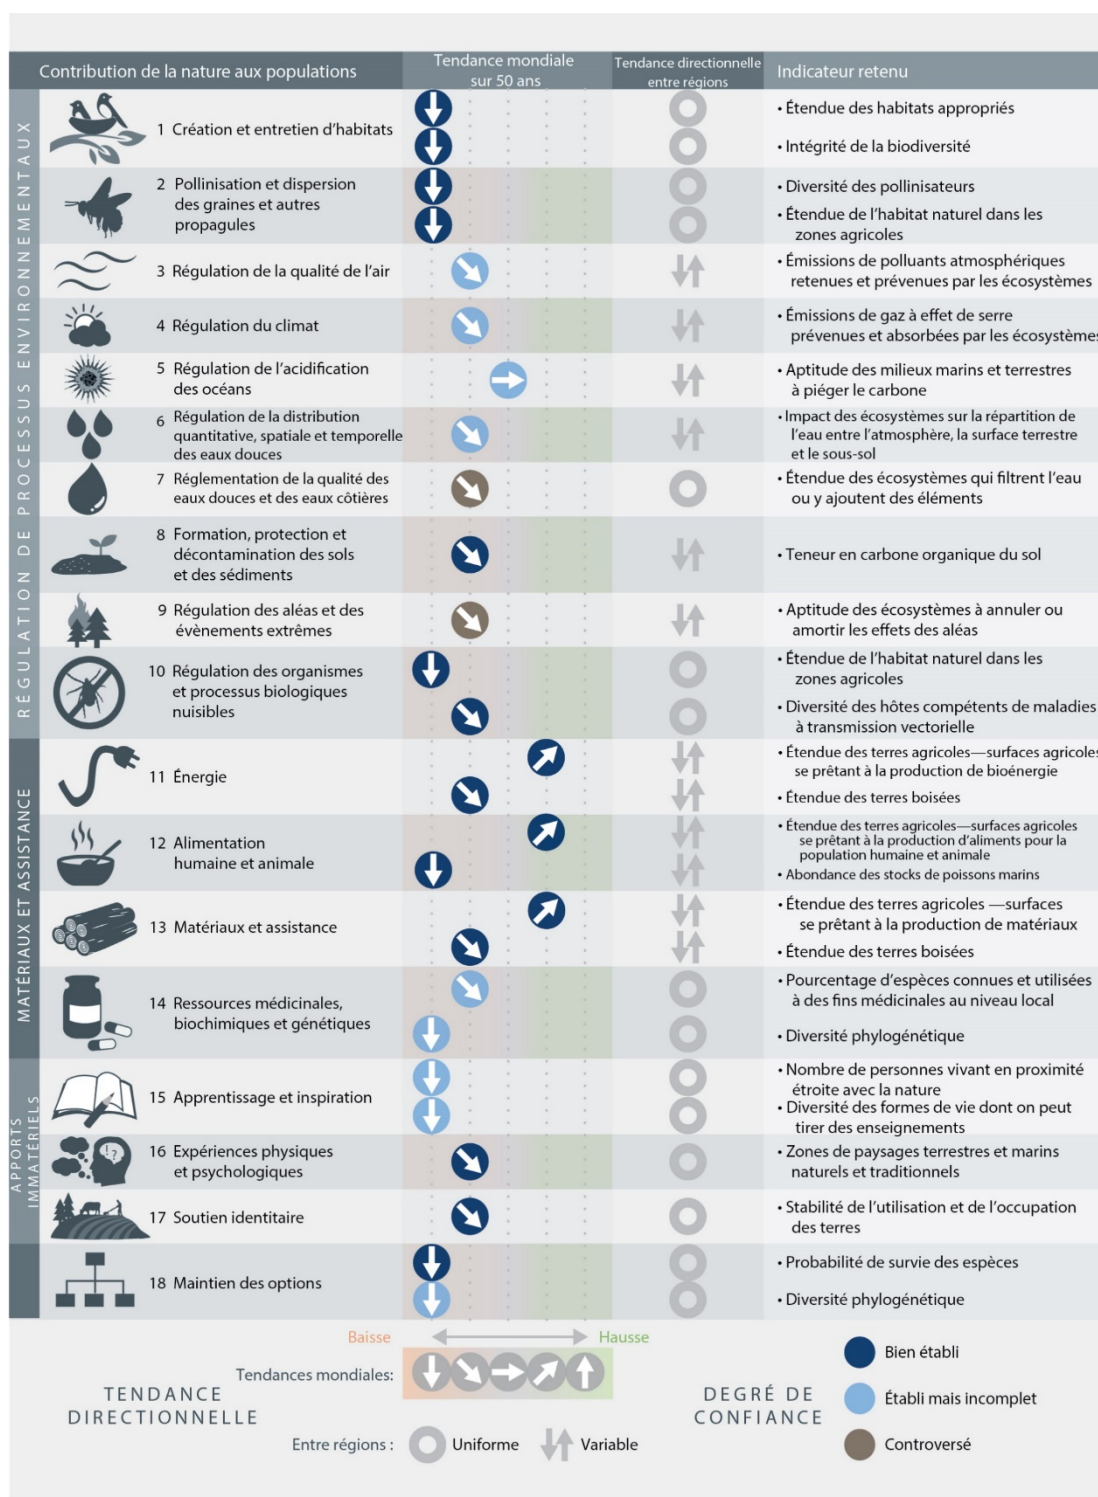 Contribution de la nature aux populations
Tendance mondiale
sur 50 ans
Tendance directionnelle
entre régions
Indicateur retenu
RÉGULATION DE PROCESSUS ENVIRONNEMENTAUX
1 Création et entretien d’habitats
• Étendue des habitats appropriés
• Intégrité de la biodiversité
2 Pollinisation et dispersion
des graines et autres
propagules
• Diversité des pollinisateurs
• Étendue de l’habitat naturel dans les
zones agricoles
3 Régulation de la qualité de l’air
• Émissions de polluants atmosphériques
retenues et prévenues par les écosystèmes
4 Régulation du climat
• Émissions de gaz à effet de serre
prévenues et absorbées par les écosystèmes
5 Régulation de l’acidification
des océans
• Aptitude des milieux marins et terrestres
à piéger le carbone
6 Régulation de la distribution
quantitative, spatiale et temporelle
des eaux douces
• Impact des écosystèmes sur la répartition de
l’eau entre l’atmosphère, la surface terrestre
et le sous-sol
7 Réglementation de la qualité des
eaux douces et des eaux côtières
• Étendue des écosystèmes qui filtrent l’eau
ou y ajoutent des éléments
8 Formation, protection et
décontamination des sols
et des sédiments
• Teneur en carbone organique du sol
9 Régulation des aléas et des
évènements extrêmes
• Aptitude des écosystèmes à annuler ou
amortir les effets des aléas
10 Régulation des organismes
et processus biologiques
nuisibles
• Étendue de l’habitat naturel dans les
zones agricoles
• Diversité des hôtes compétents de maladies
à transmission vectorielle
MATÉRIAUX ET ASSISTANCE
11 Énergie
• Étendue des terres agricoles—surfaces agricoles
se prêtant à la production de bioénergie
• Étendue des terres boisées
12 Alimentation
humaine et animale
• Étendue des terres agricoles—surfaces agricoles
se prêtant à la production d’aliments pour la
population humaine et animale
• Abondance des stocks de poissons marins
13 Matériaux et assistance
• Étendue des terres agricoles —surfaces
se prêtant à la production de matériaux
• Étendue des terres boisées
14 Ressources médicinales,
biochimiques et génétiques
• Pourcentage d’espèces connues et utilisées
à des fins médicinales au niveau local
• Diversité phylogénétique
APPORTS
IMMATÉRIELS
15 Apprentissage et inspiration
• Nombre de personnes vivant en proximité
étroite avec la nature
• Diversité des formes de vie dont on peut
tirer des enseignements
! ?
16 Expériences physiques
et psychologiques
• Zones de paysages terrestres et marins
naturels et traditionnels
17 Soutien identitaire
• Stabilité de l’utilisation et de l’occupation
des terres
18 Maintien des options
• Probabilité de survie des espèces
• Diversité phylogénétique
Baisse
Hausse
Tendances mondiales:
TENDANCE
DIRECTIONNELLE
Entre régions :
Uniforme
Variable
DEGRÉ DE
CONFIANCE
Bien établi
Établi mais incomplet
Controversé